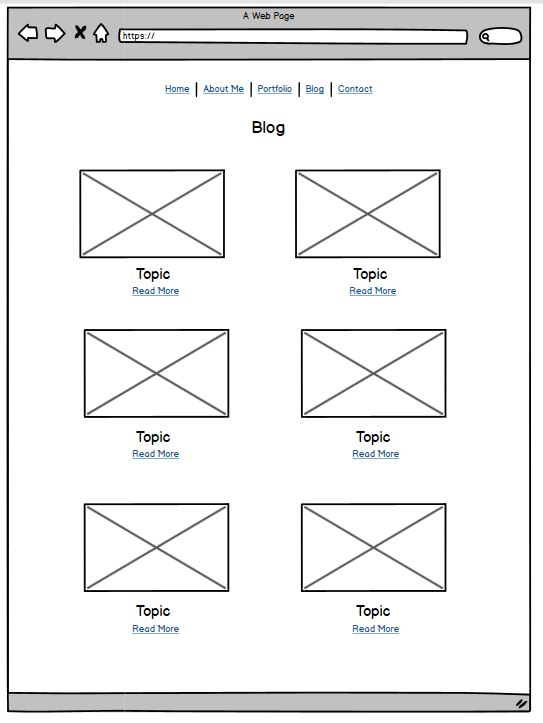 A Web Page
https://
Home | About Me | Portfolio | Blog | Contact
Blog
Topic Topic
Read More Read More
Topic Topic
Read More Read More
Topic Topic
Read More Read More